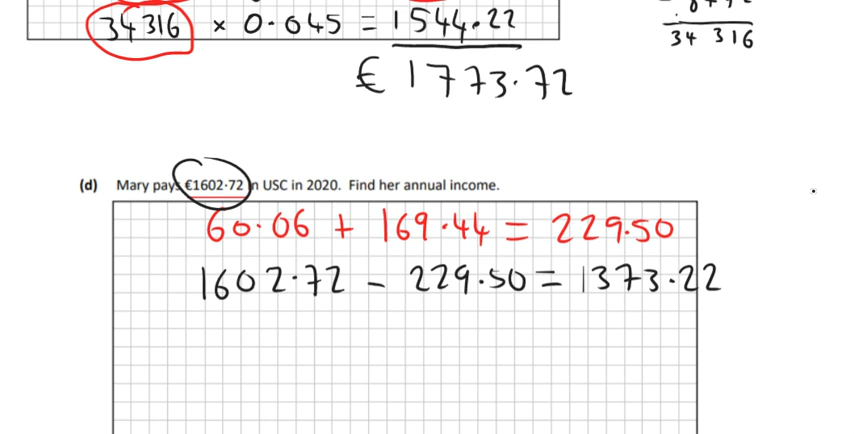 34316 × 0.045 = 1544.22
34 316
€ 1773.72
(d) Mary pays €1602·72 in USC in 2020. Find her annual income.
60.06 + 169.44 = 229.50
1602.72 - 229.50 = 1373.22